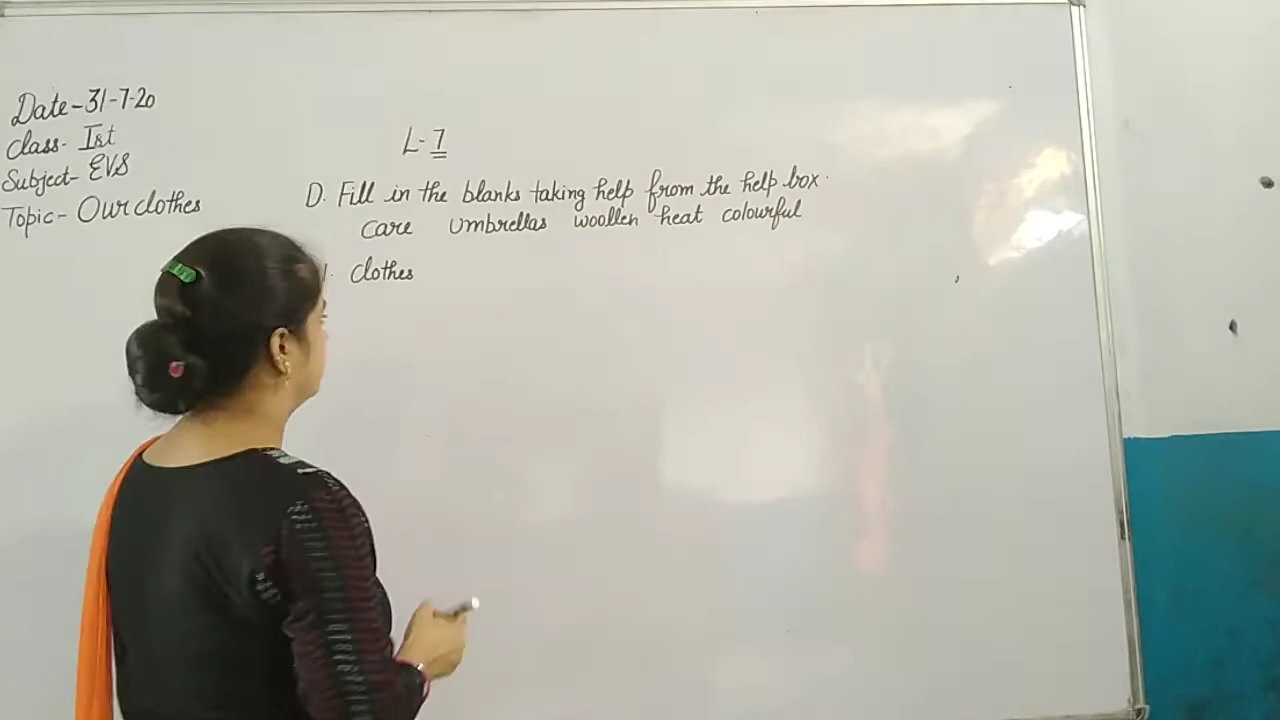 Date-31-7-20
Class- Ist
Subject- EVS
Topic- Our clothes
L-7
D. Fill in the blanks taking help from the help box.
care umbrellas woollen heat colourful
1. Clothes